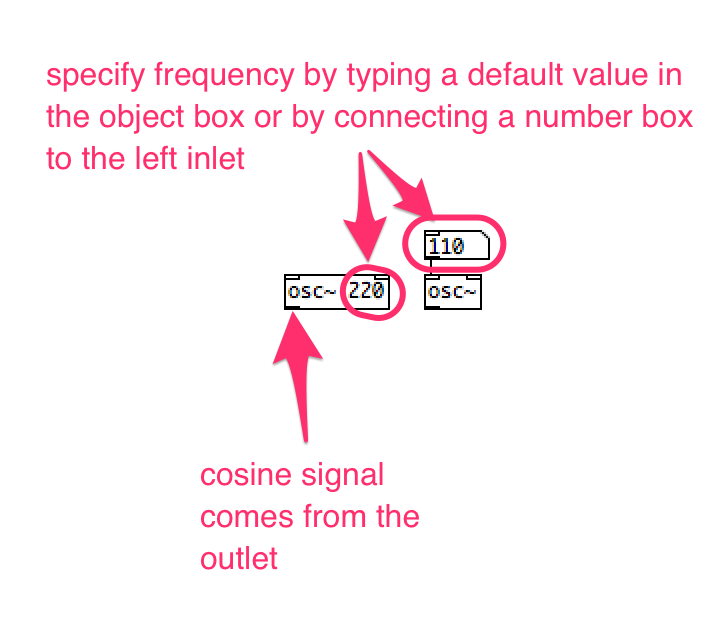 specify frequency by typing a default value in
the object box or by connecting a number box
to the left inlet
110
osc~ 220
osc~
cosine signal
comes from the
outlet